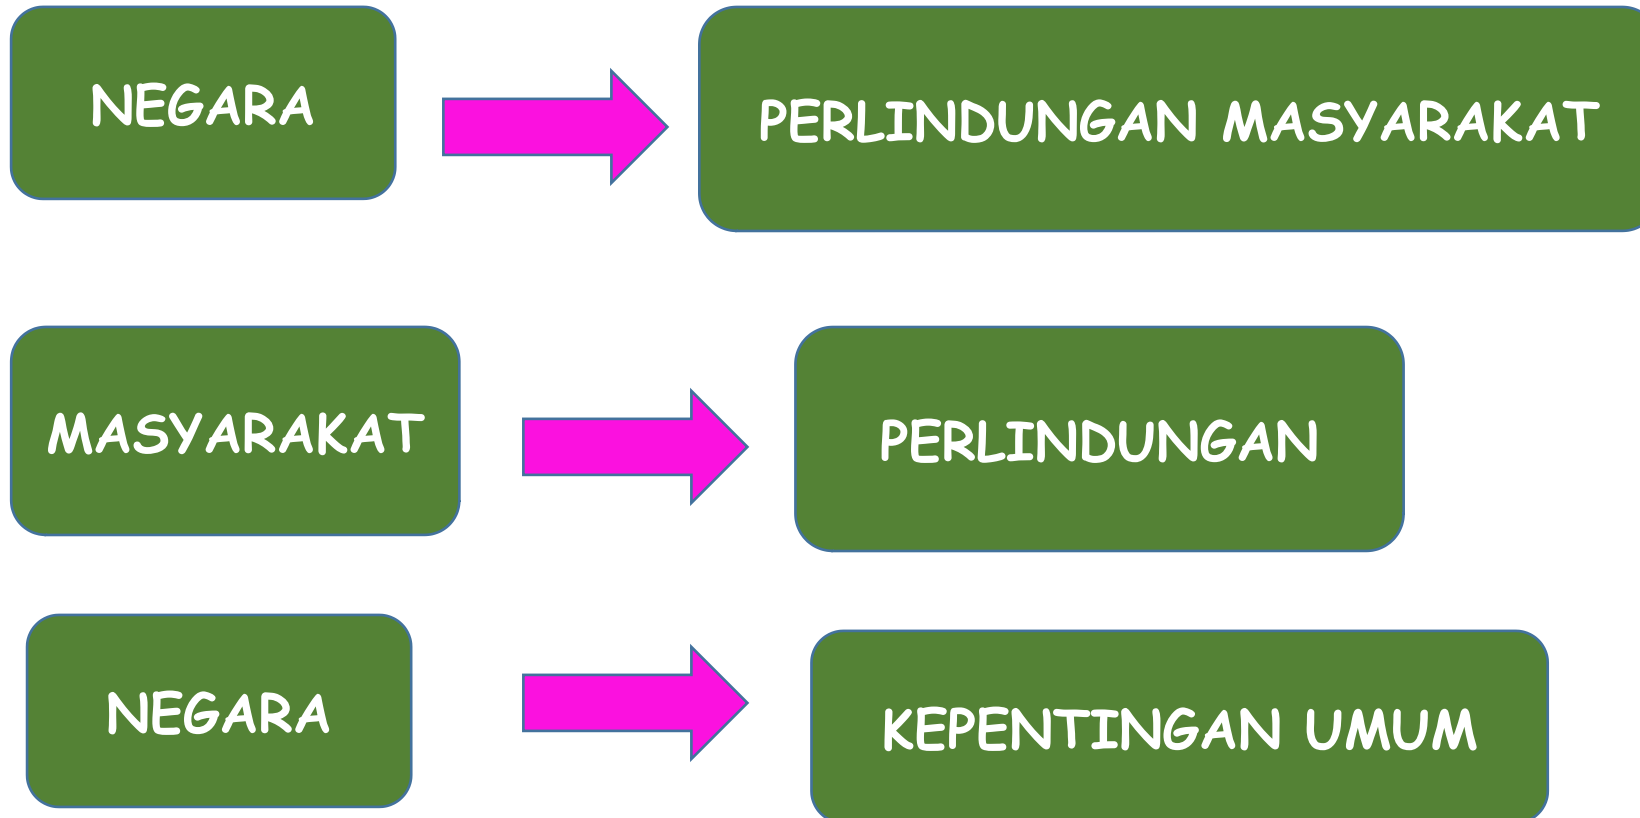 NEGARA
PERLINDUNGAN MASYARAKAT
MASYARAKAT
PERLINDUNGAN
NEGARA
KEPENTINGAN UMUM